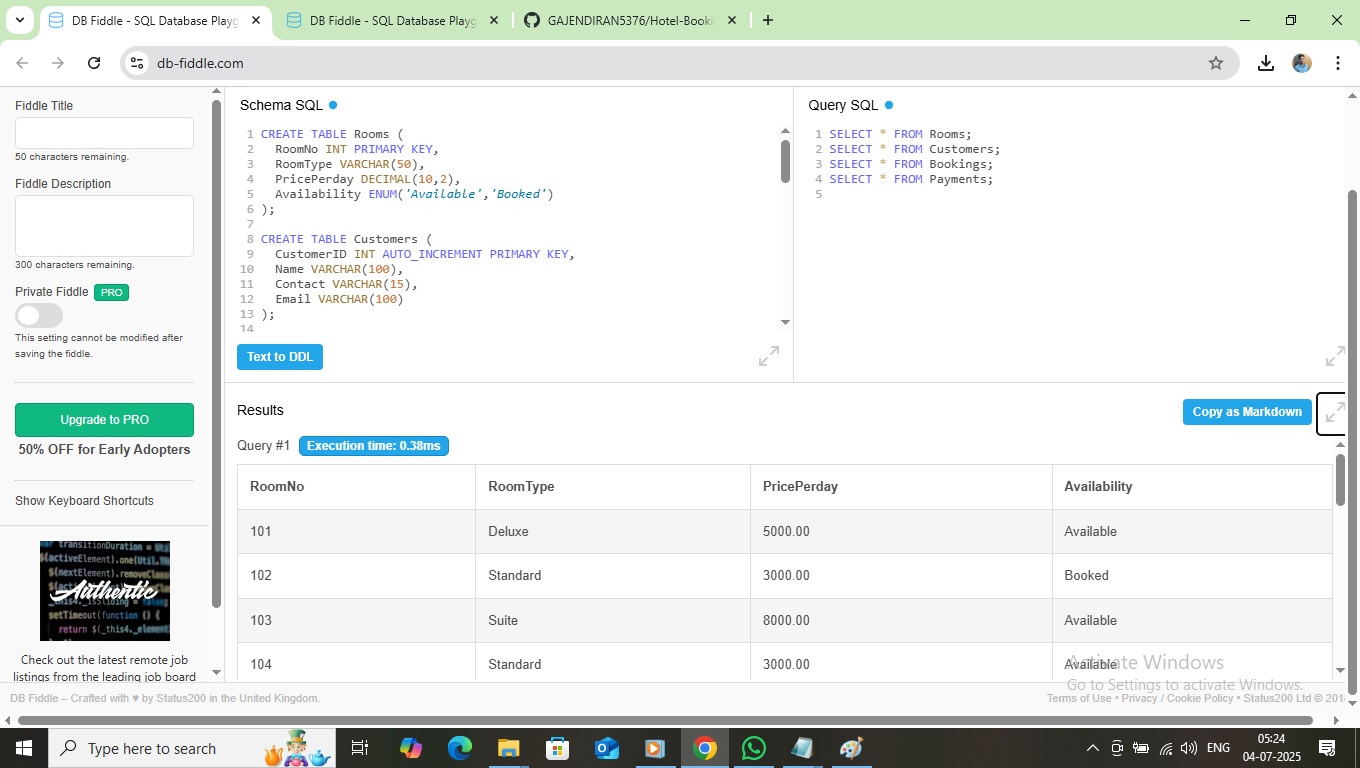 DB Fiddle - SQL Database Playg
DB Fiddle - SQL Database Playg
GAJENDIRAN5376/Hotel-Booki
db-fiddle.com
Fiddle Title
50 characters remaining.
Fiddle Description
300 characters remaining.
Private Fiddle PRO
This setting cannot be modified after
saving the fiddle.
Upgrade to PRO
50% OFF for Early Adopters
Show Keyboard Shortcuts
Authentic
Check out the latest remote job
listings from the leading job board
Schema SQL
1 CREATE TABLE Rooms (
2 RoomNo INT PRIMARY KEY,
3 RoomType VARCHAR(50),
4 PricePerday DECIMAL(10,2),
5 Availability ENUM('Available','Booked')
6 );
7
8 CREATE TABLE Customers (
9 CustomerID INT AUTO_INCREMENT PRIMARY KEY,
10 Name VARCHAR(100),
11 Contact VARCHAR(15),
12 Email VARCHAR(100)
13 );
14
Text to DDL
Query SQL
1 SELECT * FROM Rooms;
2 SELECT * FROM Customers;
3 SELECT * FROM Bookings;
4 SELECT * FROM Payments;
5
Results
Copy as Markdown
Query #1 Execution time: 0.38ms
RoomNo RoomType PricePerday Availability
101 Deluxe 5000.00 Available
102 Standard 3000.00 Booked
103 Suite 8000.00 Available
104 Standard 3000.00 Available
Activate Windows
Go to Settings to activate Windows.
DB Fiddle – Crafted with ♥ by Status200 in the United Kingdom.
Terms of Use • Privacy / Cookie Policy • Status200 Ltd © 201
Type here to search
ENG
05:24
04-07-2025